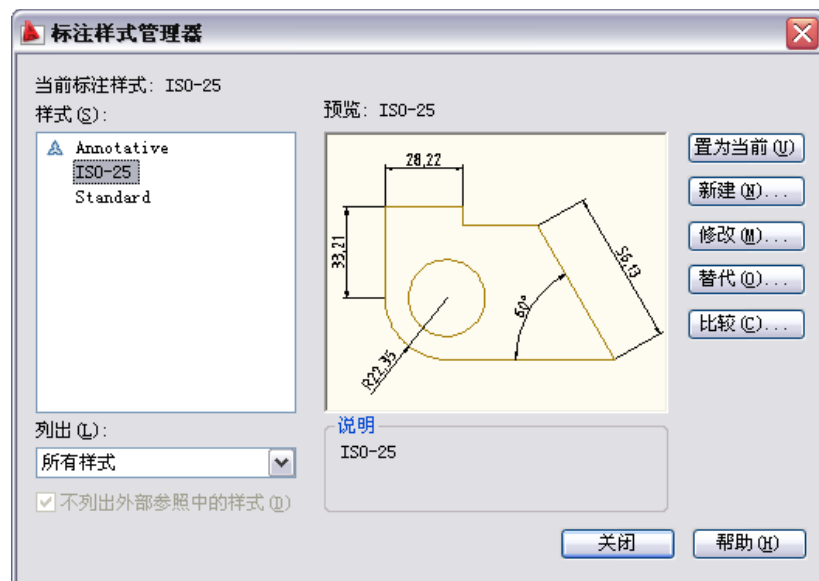 标注样式管理器
当前标注样式: ISO-25
样式(S):
Annotative
ISO-25
Standard
列出(L):
所有样式
不列出外部参照中的样式(D)
预览: ISO-25
28,22
33,21
56,13
60°
R22,35
说明
ISO-25
置为当前(U)
新建(N)...
修改(M)...
替代(O)...
比较(C)...
关闭
帮助(H)